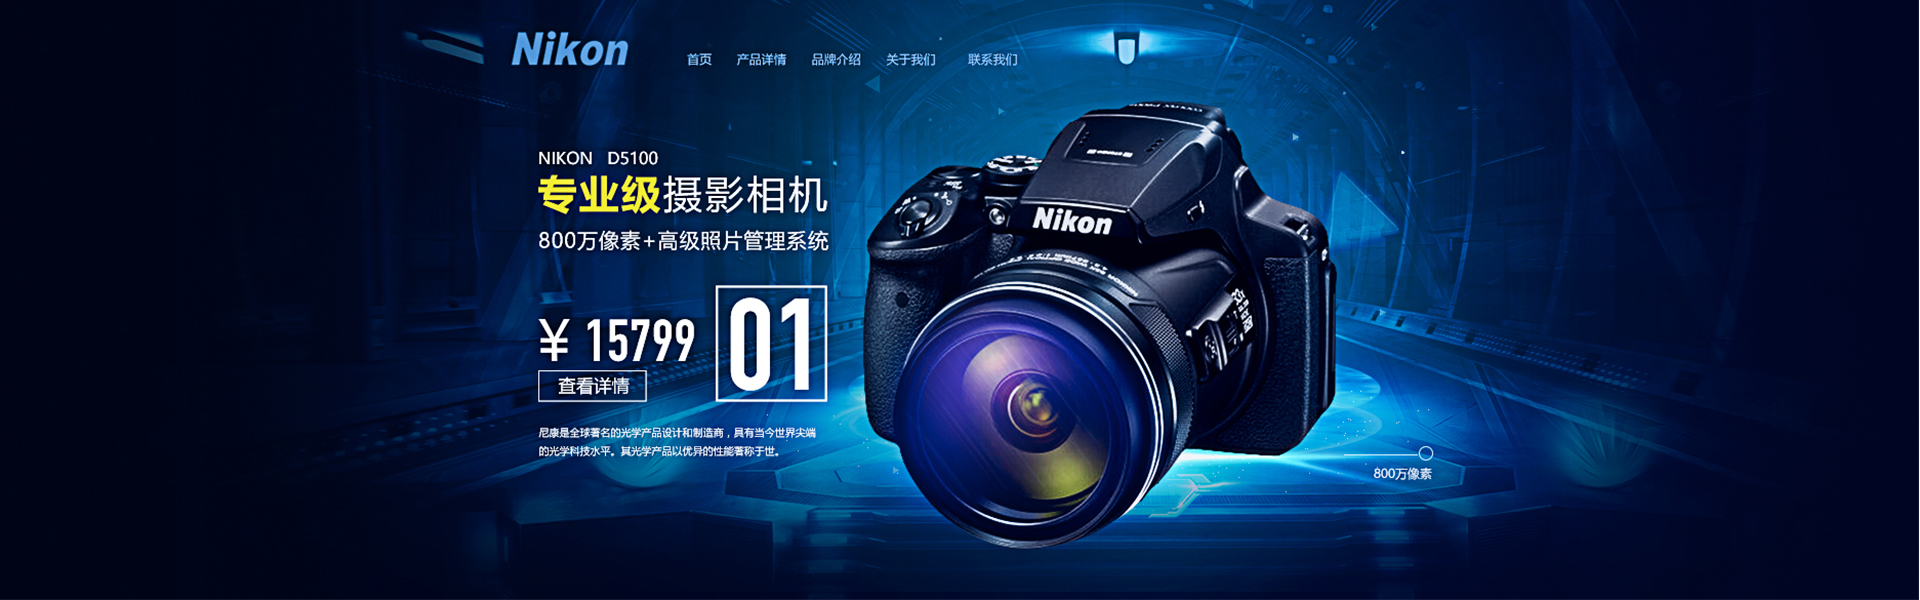 Nikon
首页 产品详情 品牌介绍 关于我们 联系我们
NIKON D5100
专业级摄影相机
800万像素+高级照片管理系统
¥ 15799
01
查看详情
尼康是全球著名的光学产品设计和制造商，具有当今世界尖端
的光学科技水平。其光学产品以优异的性能著称于世。
Nikon
800万像素